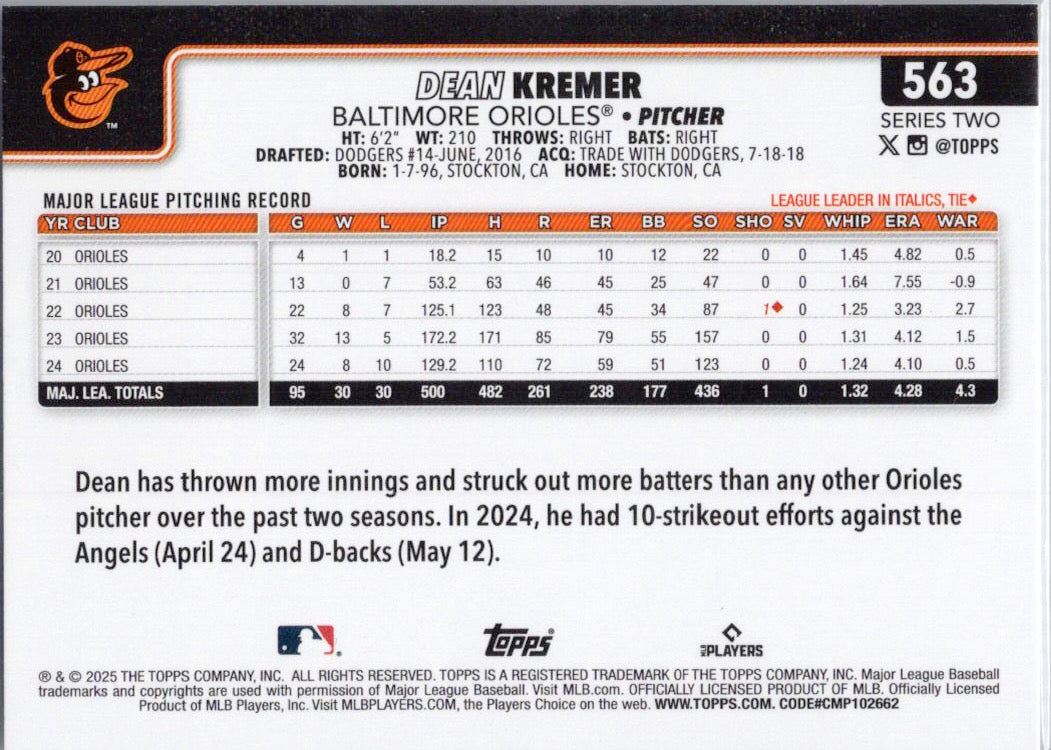 DEAN KREMER
563
BALTIMORE ORIOLES® • PITCHER
SERIES TWO
HT: 6'2" WT: 210 THROWS: RIGHT BATS: RIGHT
@TOPPS
DRAFTED: DODGERS #14-JUNE, 2016 ACQ: TRADE WITH DODGERS, 7-18-18
BORN: 1-7-96, STOCKTON, CA HOME: STOCKTON, CA
TM
MAJOR LEAGUE PITCHING RECORD LEAGUE LEADER IN ITALICS, TIE♦
YR CLUB G W L IP H R ER BB SO SHO SV WHIP ERA WAR
20 ORIOLES 4 1 1 18.2 15 10 10 12 22 0 0 1.45 4.82 0.5
21 ORIOLES 13 0 7 53.2 63 46 45 25 47 0 0 1.64 7.55 -0.9
22 ORIOLES 22 8 7 125.1 123 48 45 34 87 1♦ 0 1.25 3.23 2.7
23 ORIOLES 32 13 5 172.2 171 85 79 55 157 0 0 1.31 4.12 1.5
24 ORIOLES 24 8 10 129.2 110 72 59 51 123 0 0 1.24 4.10 0.5
MAJ. LEA. TOTALS 95 30 30 500 482 261 238 177 436 1 0 1.32 4.28 4.3
Dean has thrown more innings and struck out more batters than any other Orioles
pitcher over the past two seasons. In 2024, he had 10-strikeout efforts against the
Angels (April 24) and D-backs (May 12).
Topps®
MLB PLAYERS
® & © 2025 THE TOPPS COMPANY, INC. ALL RIGHTS RESERVED. TOPPS IS A REGISTERED TRADEMARK OF THE TOPPS COMPANY, INC. Major League Baseball
trademarks and copyrights are used with permission of Major League Baseball. Visit MLB.com. OFFICIALLY LICENSED PRODUCT OF MLB. Officially Licensed
Product of MLB Players, Inc. Visit MLBPLAYERS.COM, the Players Choice on the web. WWW.TOPPS.COM. CODE#CMP102662